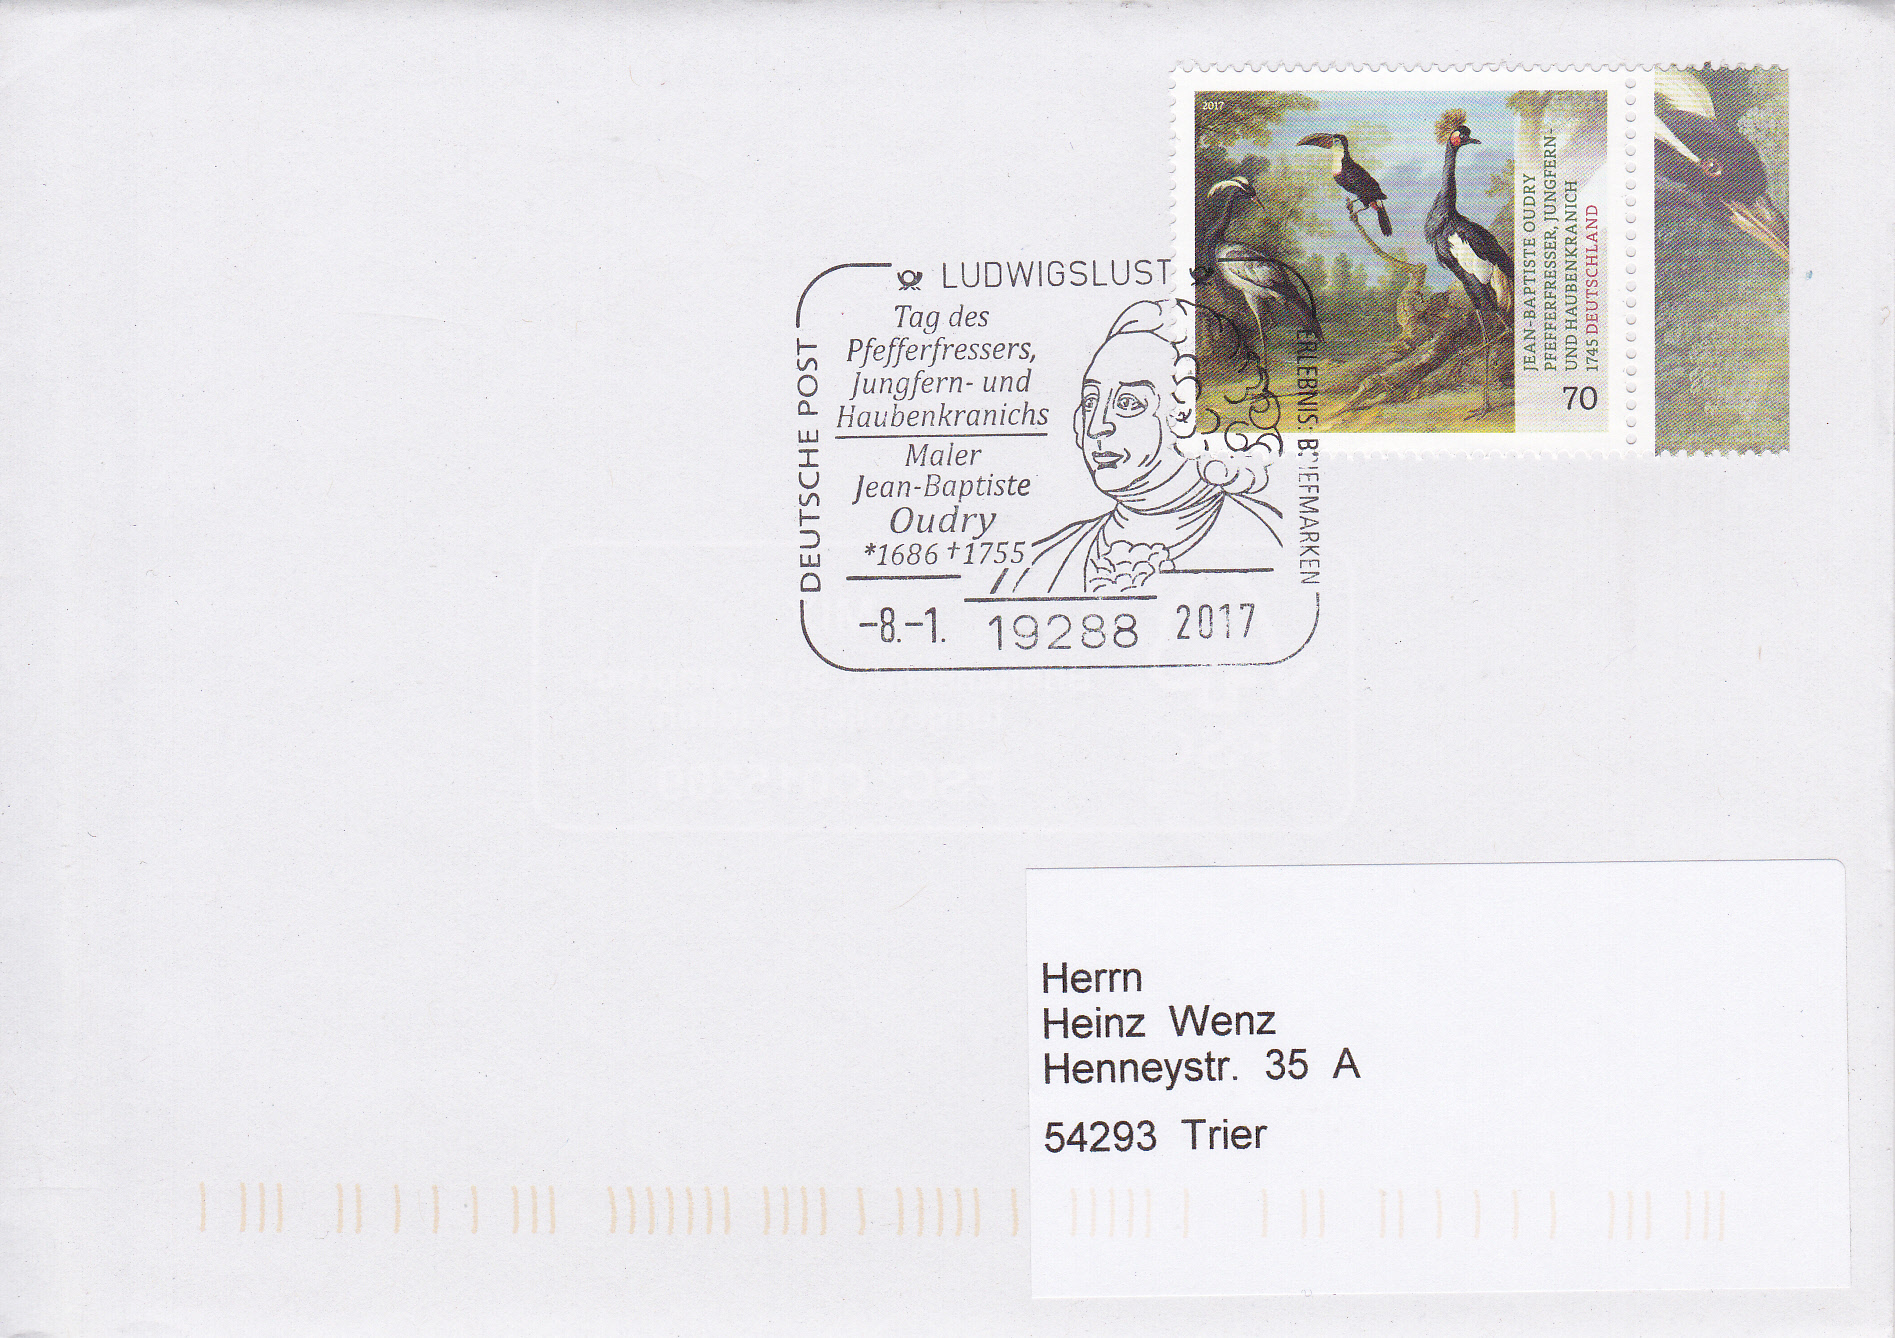 2017
JEAN-BAPTISTE OUDRY
PFEFFERFRESSER, JUNGFERN-
UND HAUBENKRANICH
1745 DEUTSCHLAND
70
LUDWIGSLUST
DEUTSCHE POST
ERLEBNIS: BRIEFMARKEN
Tag des
Pfefferfressers,
Jungfern- und
Haubenkranichs
Maler
Jean-Baptiste
Oudry
*1686 †1755
-8.-1. 19288 2017
Herrn
Heinz Wenz
Henneystr. 35 A
54293 Trier